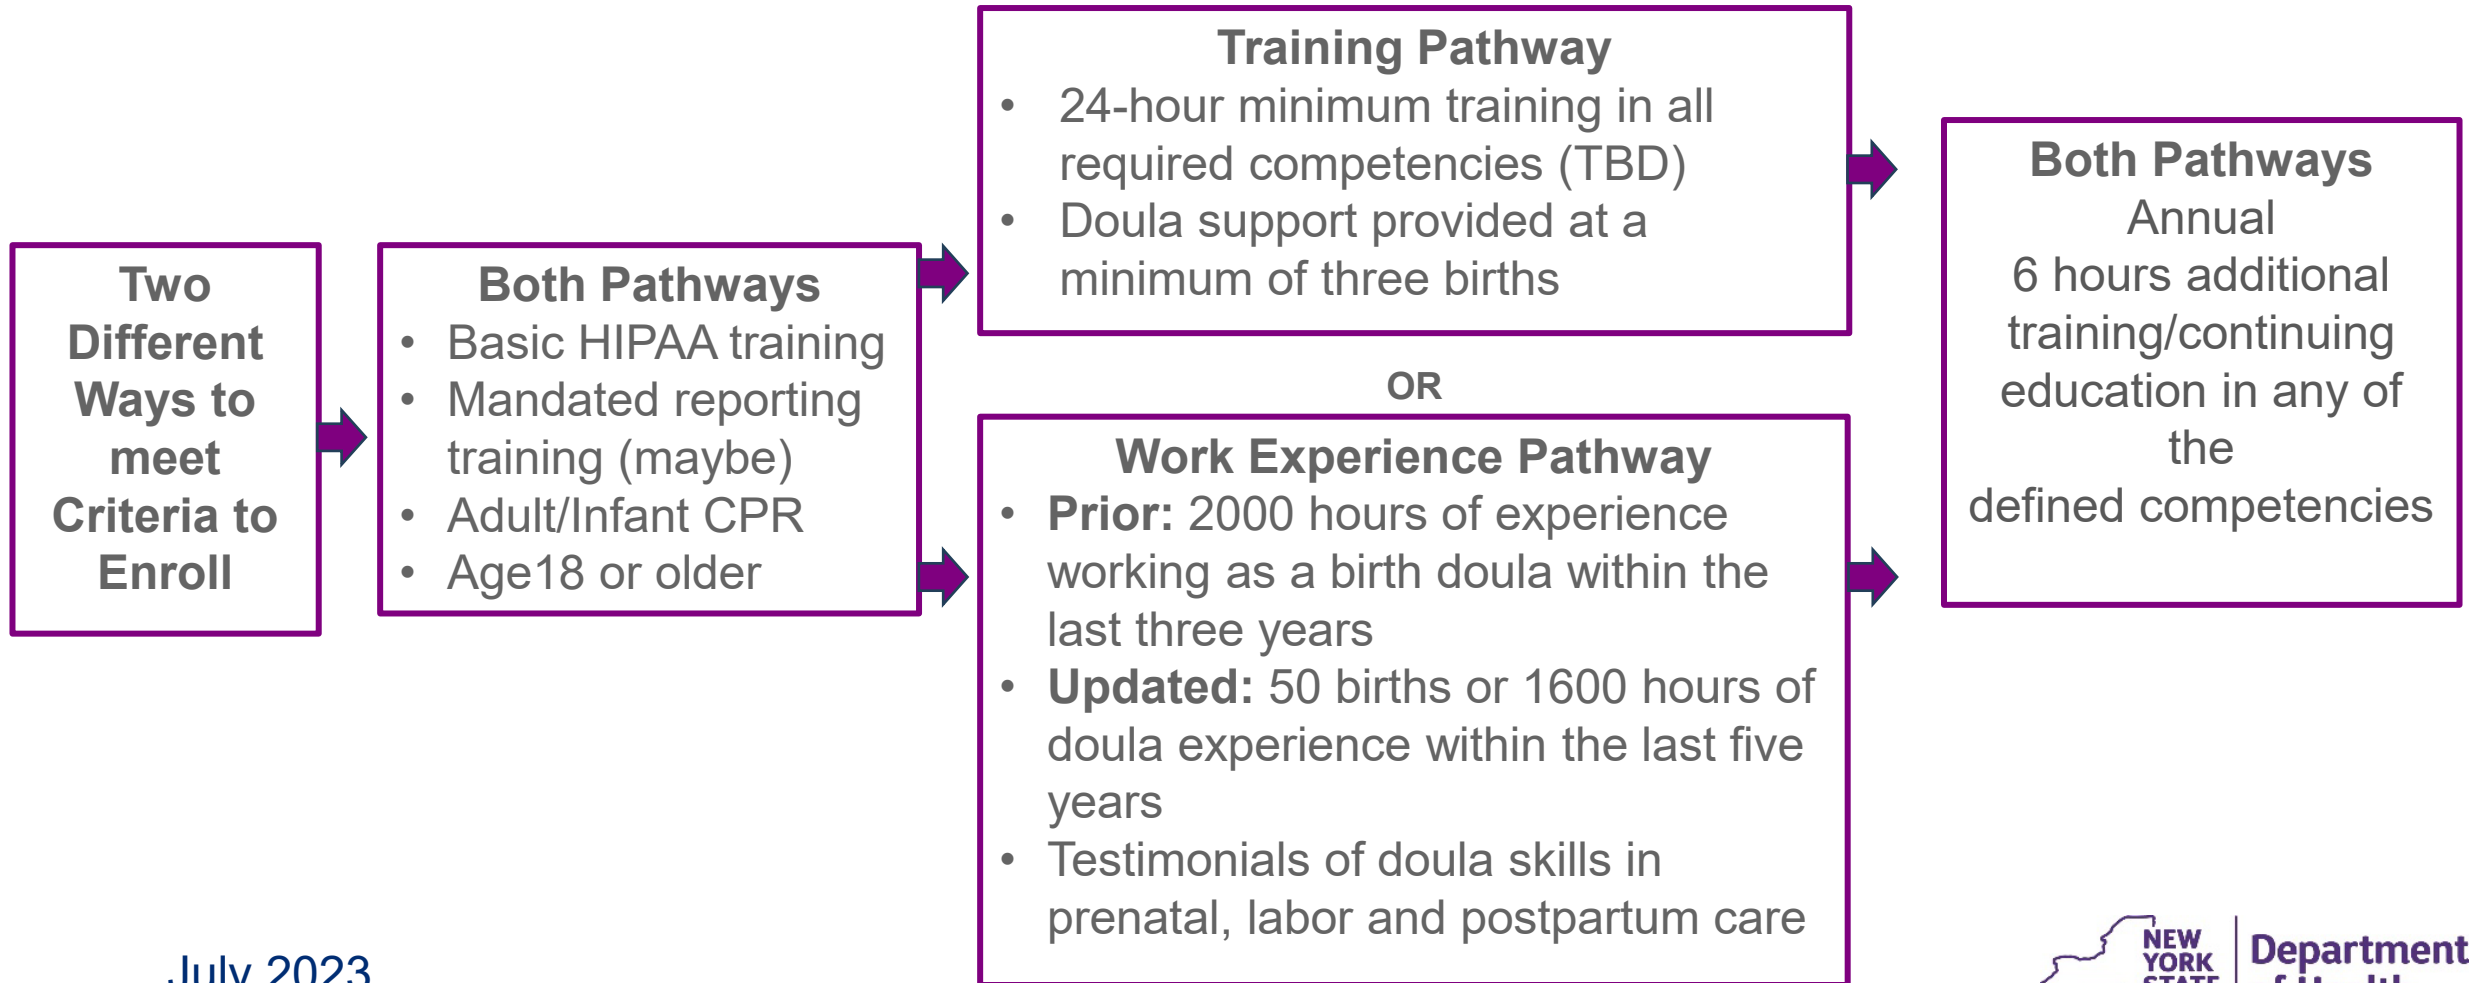 Two
Different
Ways to
meet
Criteria to
Enroll
Both Pathways
• Basic HIPAA training
• Mandated reporting
training (maybe)
• Adult/Infant CPR
• Age18 or older
Training Pathway
• 24-hour minimum training in all
required competencies (TBD)
• Doula support provided at a
minimum of three births
OR
Work Experience Pathway
• Prior: 2000 hours of experience
working as a birth doula within the
last three years
• Updated: 50 births or 1600 hours of
doula experience within the last five
years
• Testimonials of doula skills in
prenatal, labor and postpartum care
Both Pathways
Annual
6 hours additional
training/continuing
education in any of
the
defined competencies
July 2023
NEW
YORK
STATE
Department
of Health